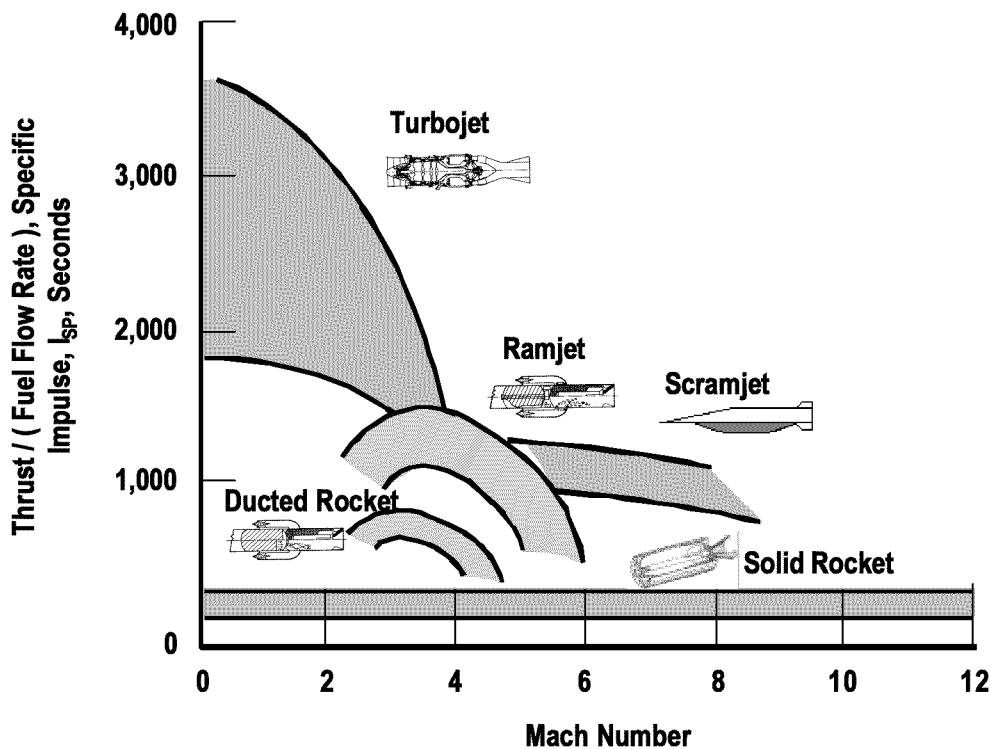 4,000
3,000
2,000
1,000
0
Thrust / ( Fuel Flow Rate ), Specific
Impulse, ISP, Seconds
Turbojet
Ramjet
Scramjet
Ducted Rocket
Solid Rocket
0 2 4 6 8 10 12
Mach Number